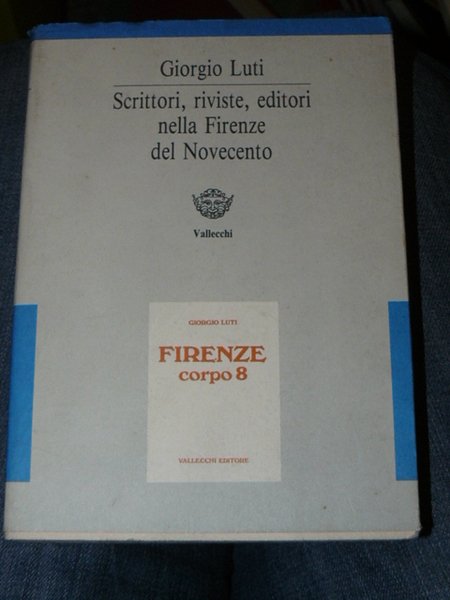 Giorgio Luti
Scrittori, riviste, editori
nella Firenze
del Novecento
Vallecchi
GIORGIO LUTI
FIRENZE
corpo 8
VALLECCHI EDITORE